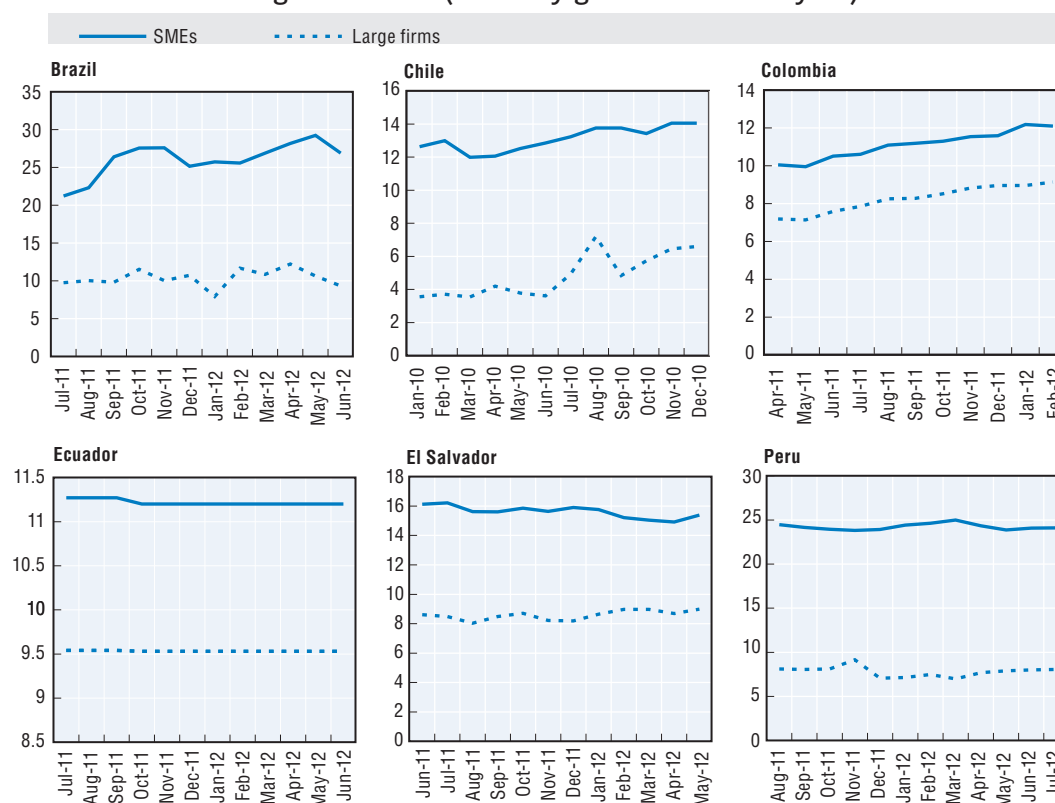 SMEs Large firms
Brazil
35
30
25
20
15
10
5
0
Jul-11
Aug-11
Sep-11
Oct-11
Nov-11
Dec-11
Jan-12
Feb-12
Mar-12
Apr-12
May-12
Jun-12
Chile
16
14
12
10
8
6
4
2
0
Jan-10
Feb-10
Mar-10
Apr-10
May-10
Jun-10
Jul-10
Aug-10
Sep-10
Oct-10
Nov-10
Dec-10
Colombia
14
12
10
8
6
4
2
0
Apr-11
May-11
Jun-11
Jul-11
Aug-11
Sep-11
Oct-11
Nov-11
Dec-11
Jan-12
Feb-12
Ecuador
11.5
11
10.5
10
9.5
9
8.5
Jul-11
Aug-11
Sep-11
Oct-11
Nov-11
Dec-11
Jan-12
Feb-12
Mar-12
Apr-12
May-12
Jun-12
El Salvador
18
16
14
12
10
8
6
4
2
0
Jun-11
Jul-11
Aug-11
Sep-11
Oct-11
Nov-11
Dec-11
Jan-12
Feb-12
Mar-12
Apr-12
May-12
Peru
30
25
20
15
10
5
0
Aug-11
Sep-11
Oct-11
Nov-11
Dec-11
Jan-12
Feb-12
Mar-12
Apr-12
May-12
Jun-12
Jul-12